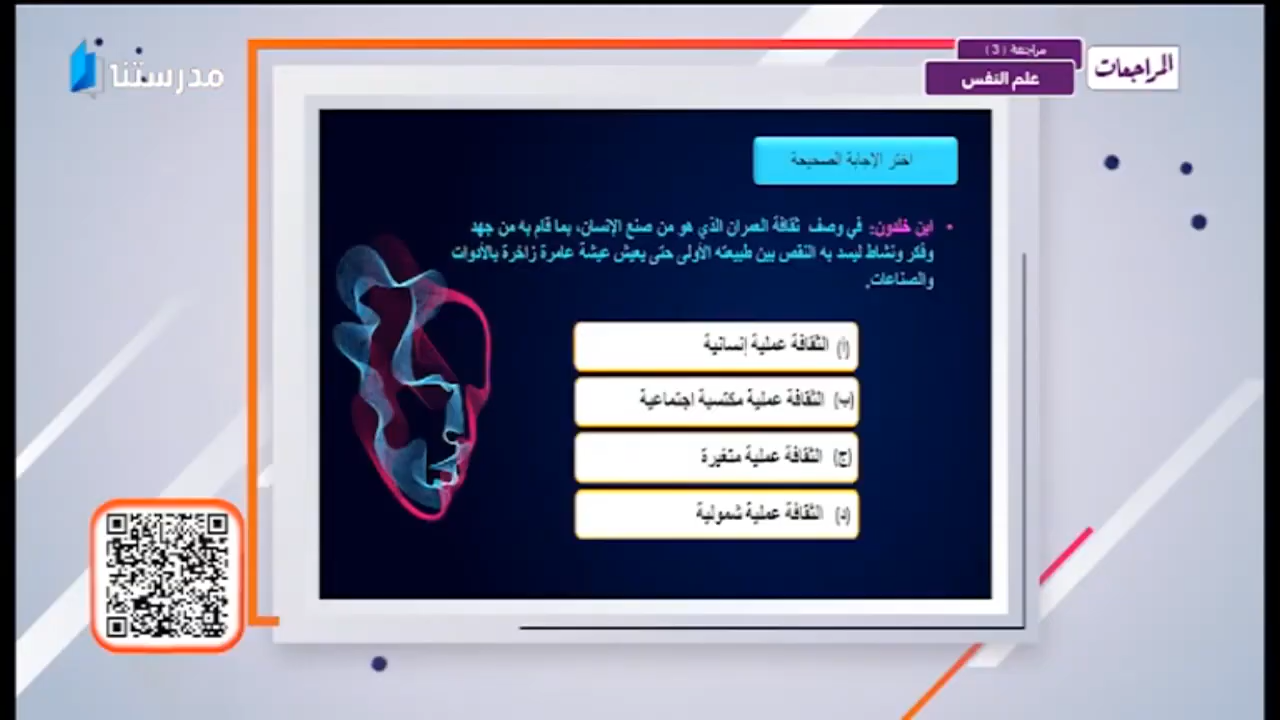 مدرستنا
مراجعة (3)
علم النفس
المراجعات
اختر الإجابة الصحيحة
• ابن خلدون: في وصف ثقافة العمران الذي هو من صنع الإنسان، بما قام به من جهد
وفكر ونشاط ليسد به النقص بين طبيعته الأولى حتى يعيش عيشة عامرة زاخرة بالأدوات
والصناعات.
(أ) الثقافة عملية إنسانية
(ب) الثقافة عملية مكتسبة اجتماعية
(ج) الثقافة عملية متغيرة
(د) الثقافة عملية شمولية